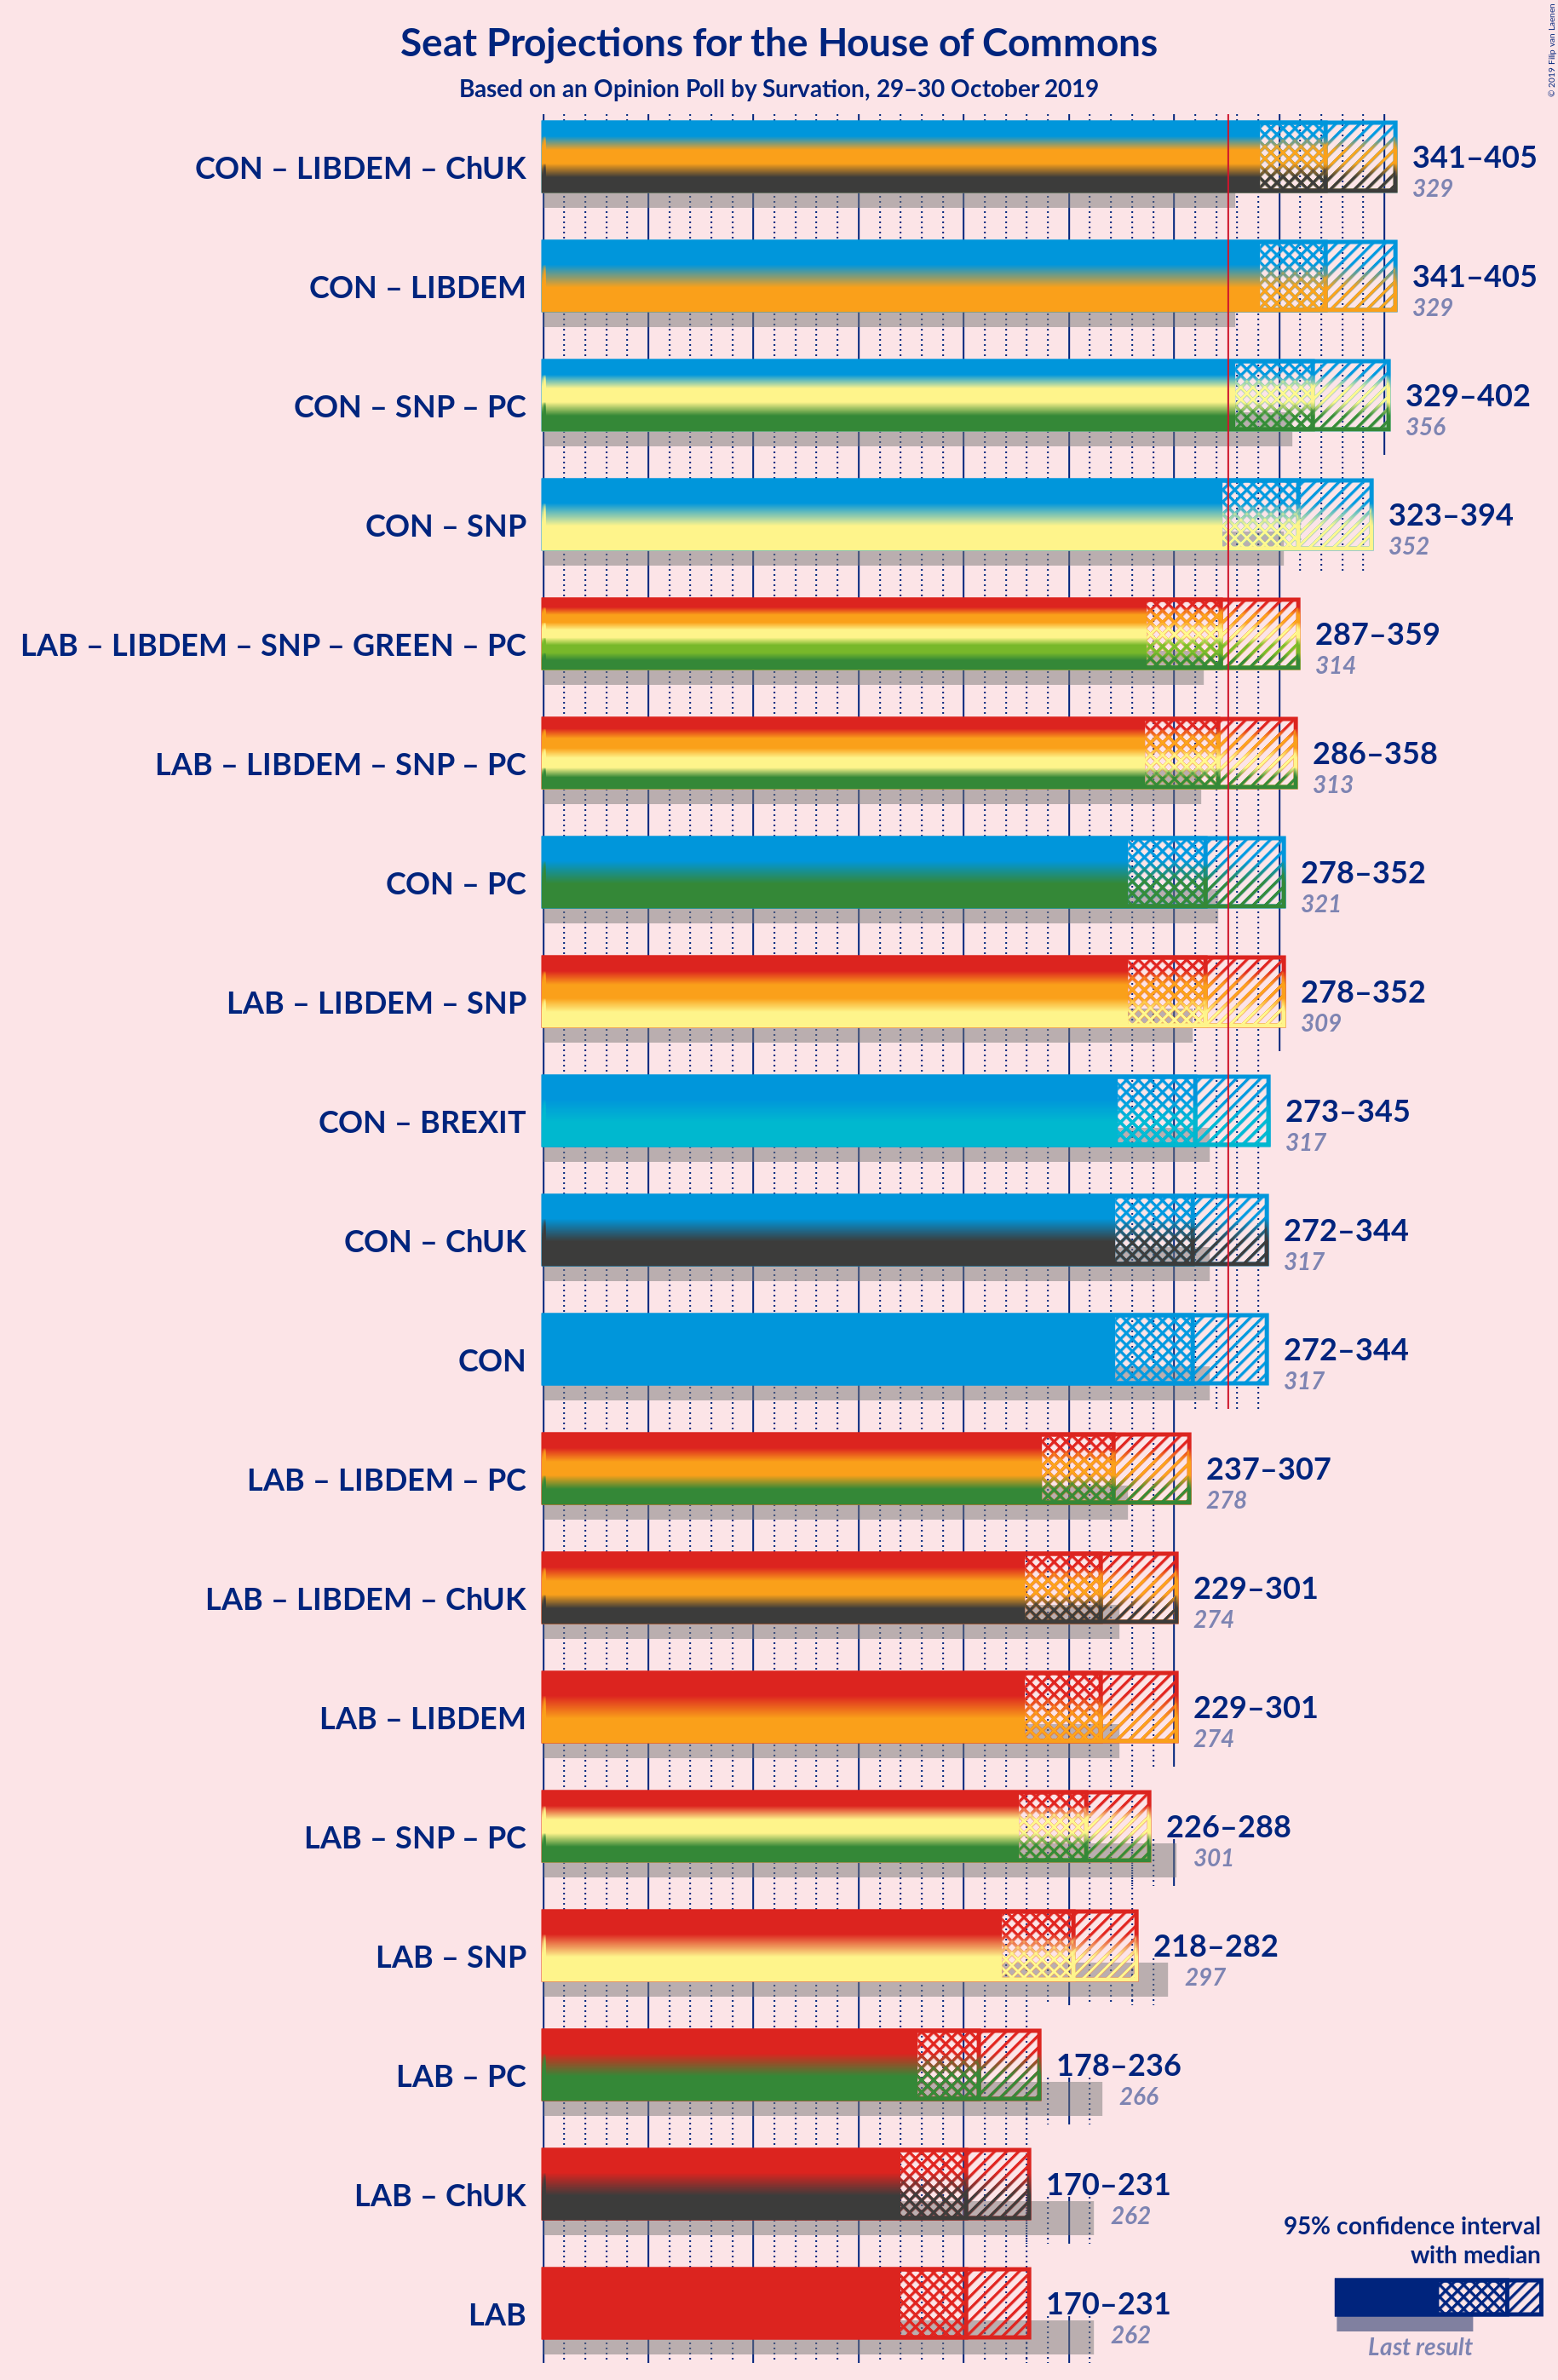 Seat Projections for the House of Commons
Based on an Opinion Poll by Survation, 29–30 October 2019
© 2019 Filip van Laenen
CON – LIBDEM – ChUK
341–405
329
CON – LIBDEM
341–405
329
CON – SNP – PC
329–402
356
CON – SNP
323–394
352
LAB – LIBDEM – SNP – GREEN – PC
287–359
314
LAB – LIBDEM – SNP – PC
286–358
313
CON – PC
278–352
321
LAB – LIBDEM – SNP
278–352
309
CON – BREXIT
273–345
317
CON – ChUK
272–344
317
CON
272–344
317
LAB – LIBDEM – PC
237–307
278
LAB – LIBDEM – ChUK
229–301
274
LAB – LIBDEM
229–301
274
LAB – SNP – PC
226–288
301
LAB – SNP
218–282
297
LAB – PC
178–236
266
LAB – ChUK
170–231
262
LAB
170–231
262
95% confidence interval
with median
Last result